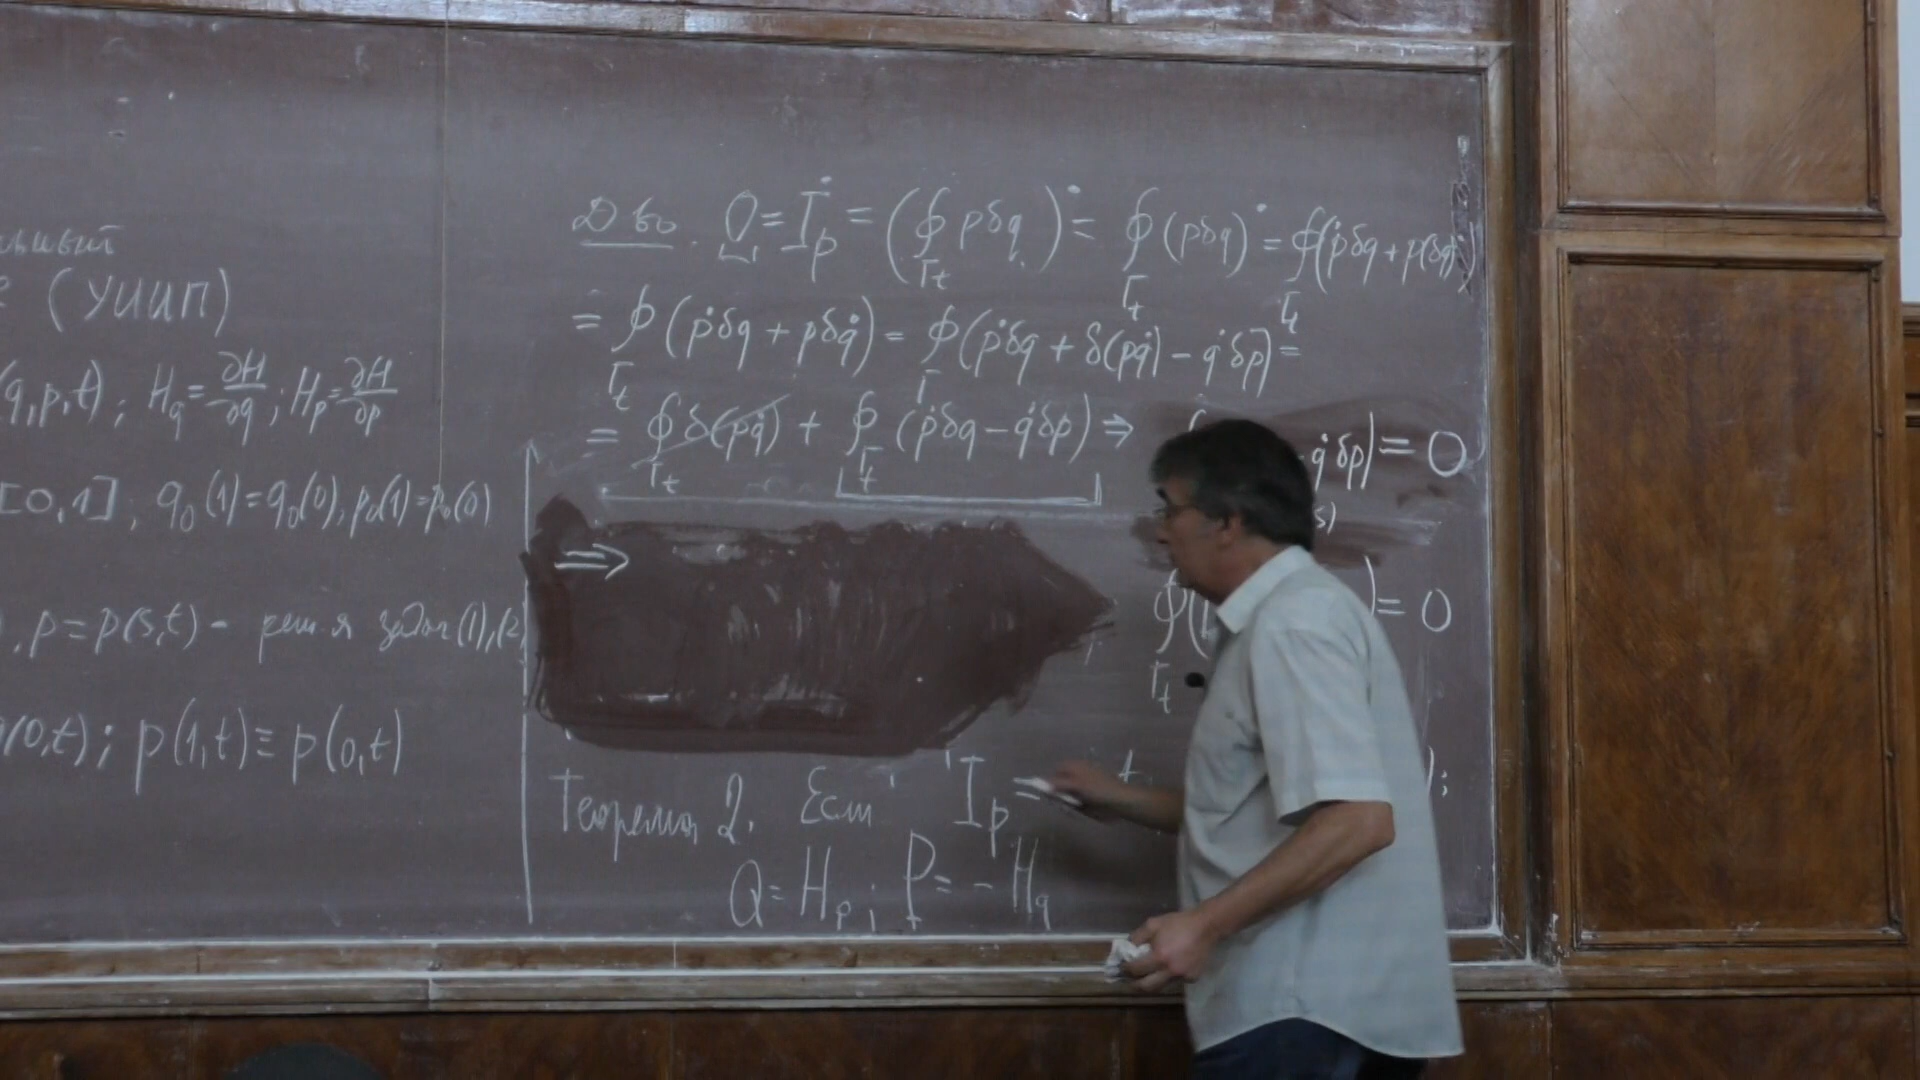 (УИИП)
(q,p,t); H_q = ∂H/∂q; H_p = ∂H/∂p
[0,1], q_0(1)=q_0(0), p_0(1)=p_0(0)
, p=p(s,t) - реш-я задач (1),(2)
(0,t); p(1,t) ≡ p(0,t)
Д-во. 0 = İ_p = (∮_{Γ_t} pδq)˙ = ∮_{Γ_t} (pδq)˙ = ∮_{Γ_t} (ṗδq + p(δq)˙)
= ∮_{Γ_t} (ṗδq + pδq̇) = ∮_Γ (ṗδq + δ(pq̇) - q̇δp) =
= ∮_{Γ_t} δ(pq̇) + ∮_{Γ_t} (ṗδq - q̇δp) ⇒
- q̇δp) = 0
s)
⇒
∮_{Γ_t} ( ) = 0
Теорема 2. Если I_p =
);
Q = H_p; P = -H_q